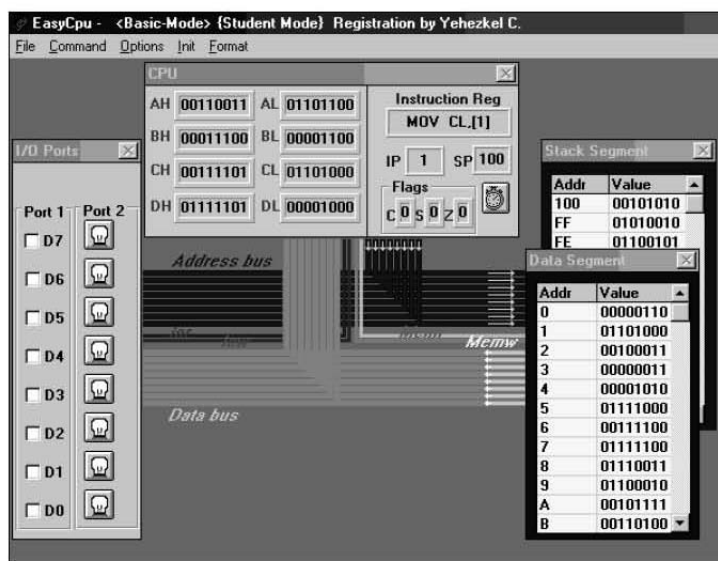 EasyCpu - <Basic-Mode> {Student Mode} Registration by Yehezkel C.
File Command Options Init Format
CPU
AH 00110011 AL 01101100
BH 00011100 BL 00001100
CH 00011101 CL 01101000
DH 01111101 DL 00001000
Instruction Reg
MOV CL,[1]
IP 1 SP 100
Flags
C 0 S 0 Z 0
I/O Ports
Port 1 Port 2
D7
D6
D5
D4
D3
D2
D1
D0
Address bus
Memw
Data bus
Stack Segment
Addr Value
100 00101010
FF 01010010
FE 01100101
Data Segment
Addr Value
0 00000110
1 01101000
2 00100011
3 00000011
4 00001010
5 01111000
6 00111100
7 01111100
8 01110011
9 01100010
A 00101111
B 00110100